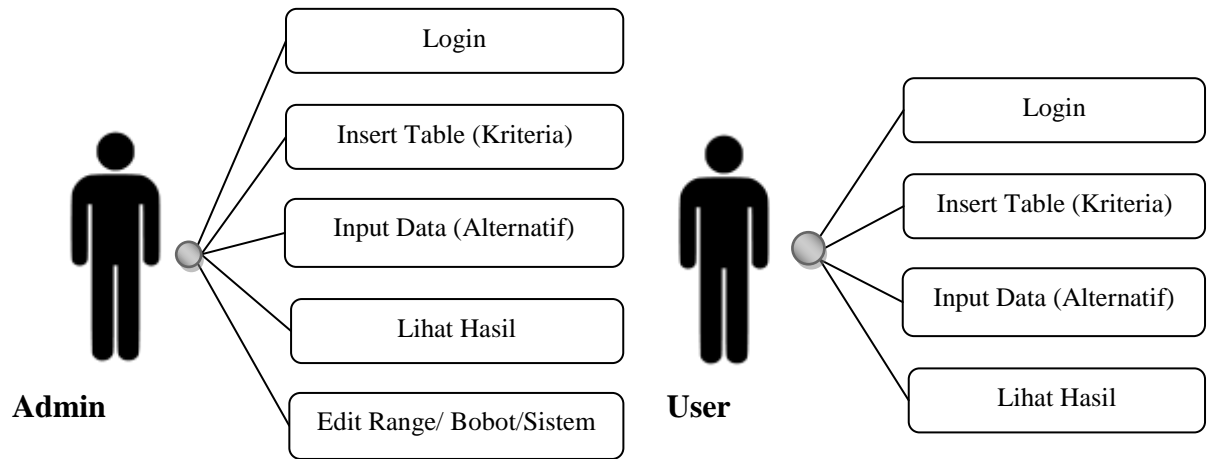 Login
Insert Table (Kriteria)
Input Data (Alternatif)
Lihat Hasil
Edit Range/ Bobot/Sistem
Admin
Login
Insert Table (Kriteria)
Input Data (Alternatif)
Lihat Hasil
User